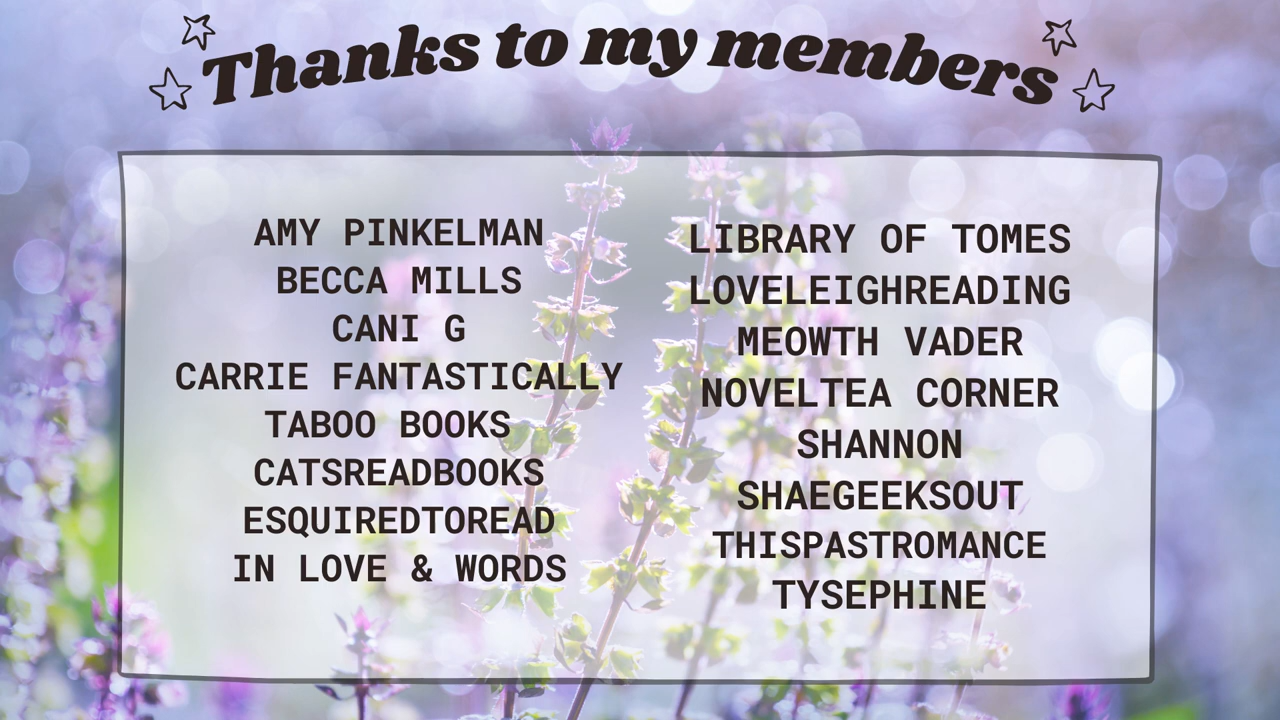 Thanks to my members
AMY PINKELMAN
BECCA MILLS
CANI G
CARRIE FANTASTICALLY
TABOO BOOKS
CATSREADBOOKS
ESQUIREDTOREAD
IN LOVE & WORDS
LIBRARY OF TOMES
LOVELEIGHREADING
MEOWTH VADER
NOVELTEA CORNER
SHANNON
SHAEGEEKSOUT
THISPASTROMANCE
TYSEPHINE